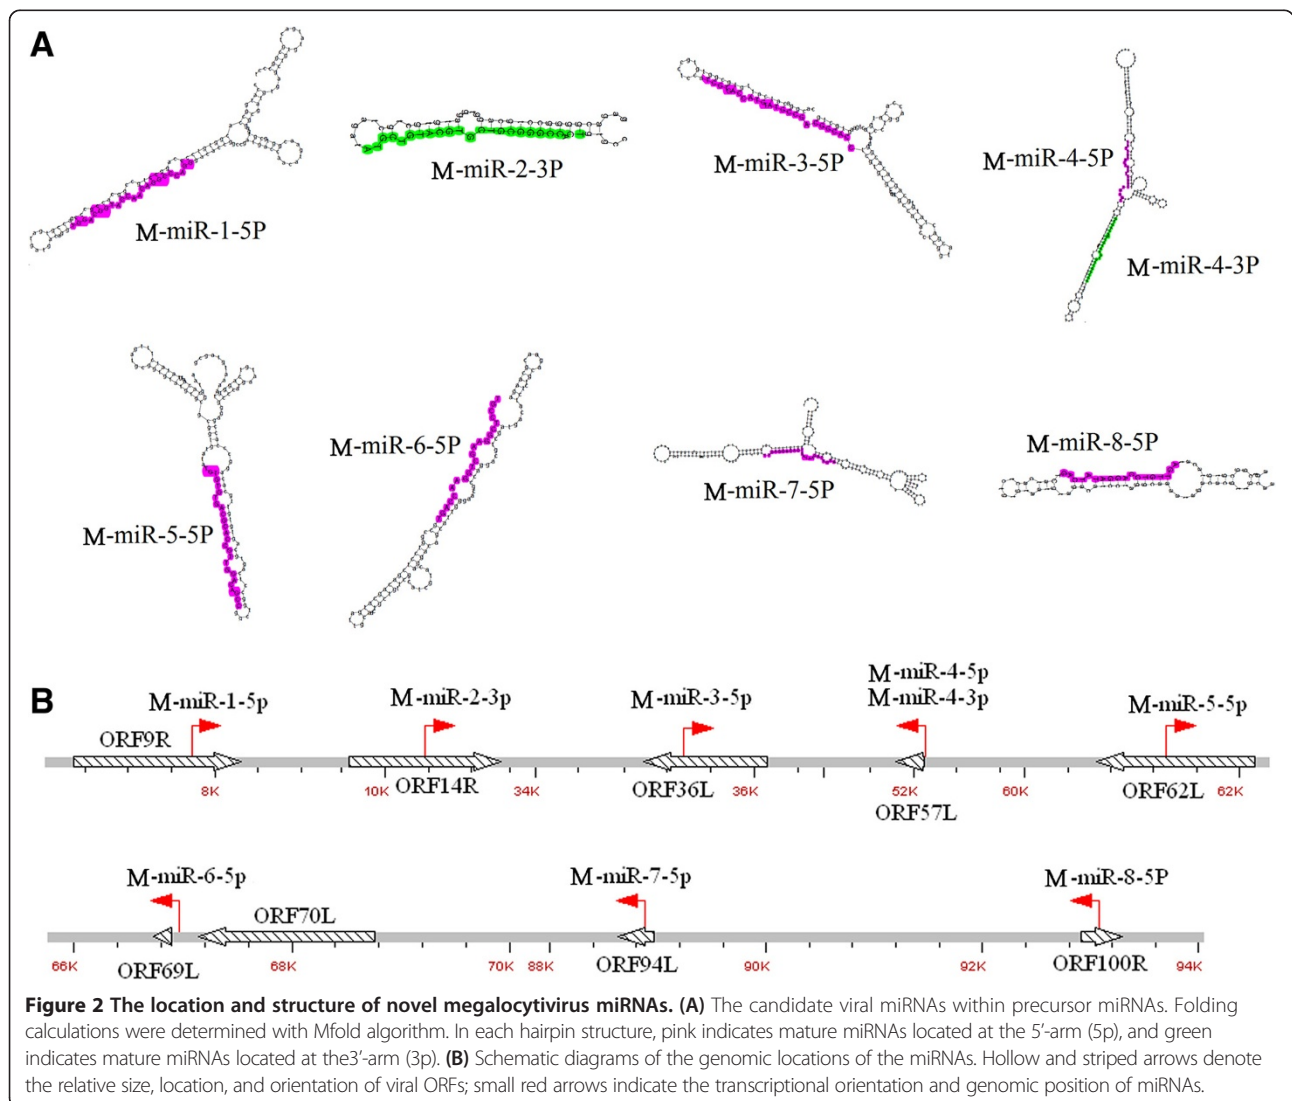 A
M-miR-1-5P
M-miR-2-3P
M-miR-3-5P
M-miR-4-5P
M-miR-4-3P
M-miR-5-5P
M-miR-6-5P
M-miR-7-5P
M-miR-8-5P
B
M-miR-1-5p
M-miR-2-3p
M-miR-3-5p
M-miR-4-5p
M-miR-4-3p
M-miR-5-5p
ORF9R
8K
10K
ORF14R
34K
ORF36L
36K
52K
ORF57L
60K
ORF62L
62K
M-miR-6-5p
M-miR-7-5p
M-miR-8-5P
ORF70L
66K
ORF69L
68K
70K
88K
ORF94L
90K
92K
ORF100R
94K
Figure 2 The location and structure of novel megalocytivirus miRNAs. (A) The candidate viral miRNAs within precursor miRNAs. Folding
calculations were determined with Mfold algorithm. In each hairpin structure, pink indicates mature miRNAs located at the 5′-arm (5p), and green
indicates mature miRNAs located at the3′-arm (3p). (B) Schematic diagrams of the genomic locations of the miRNAs. Hollow and striped arrows denote
the relative size, location, and orientation of viral ORFs; small red arrows indicate the transcriptional orientation and genomic position of miRNAs.